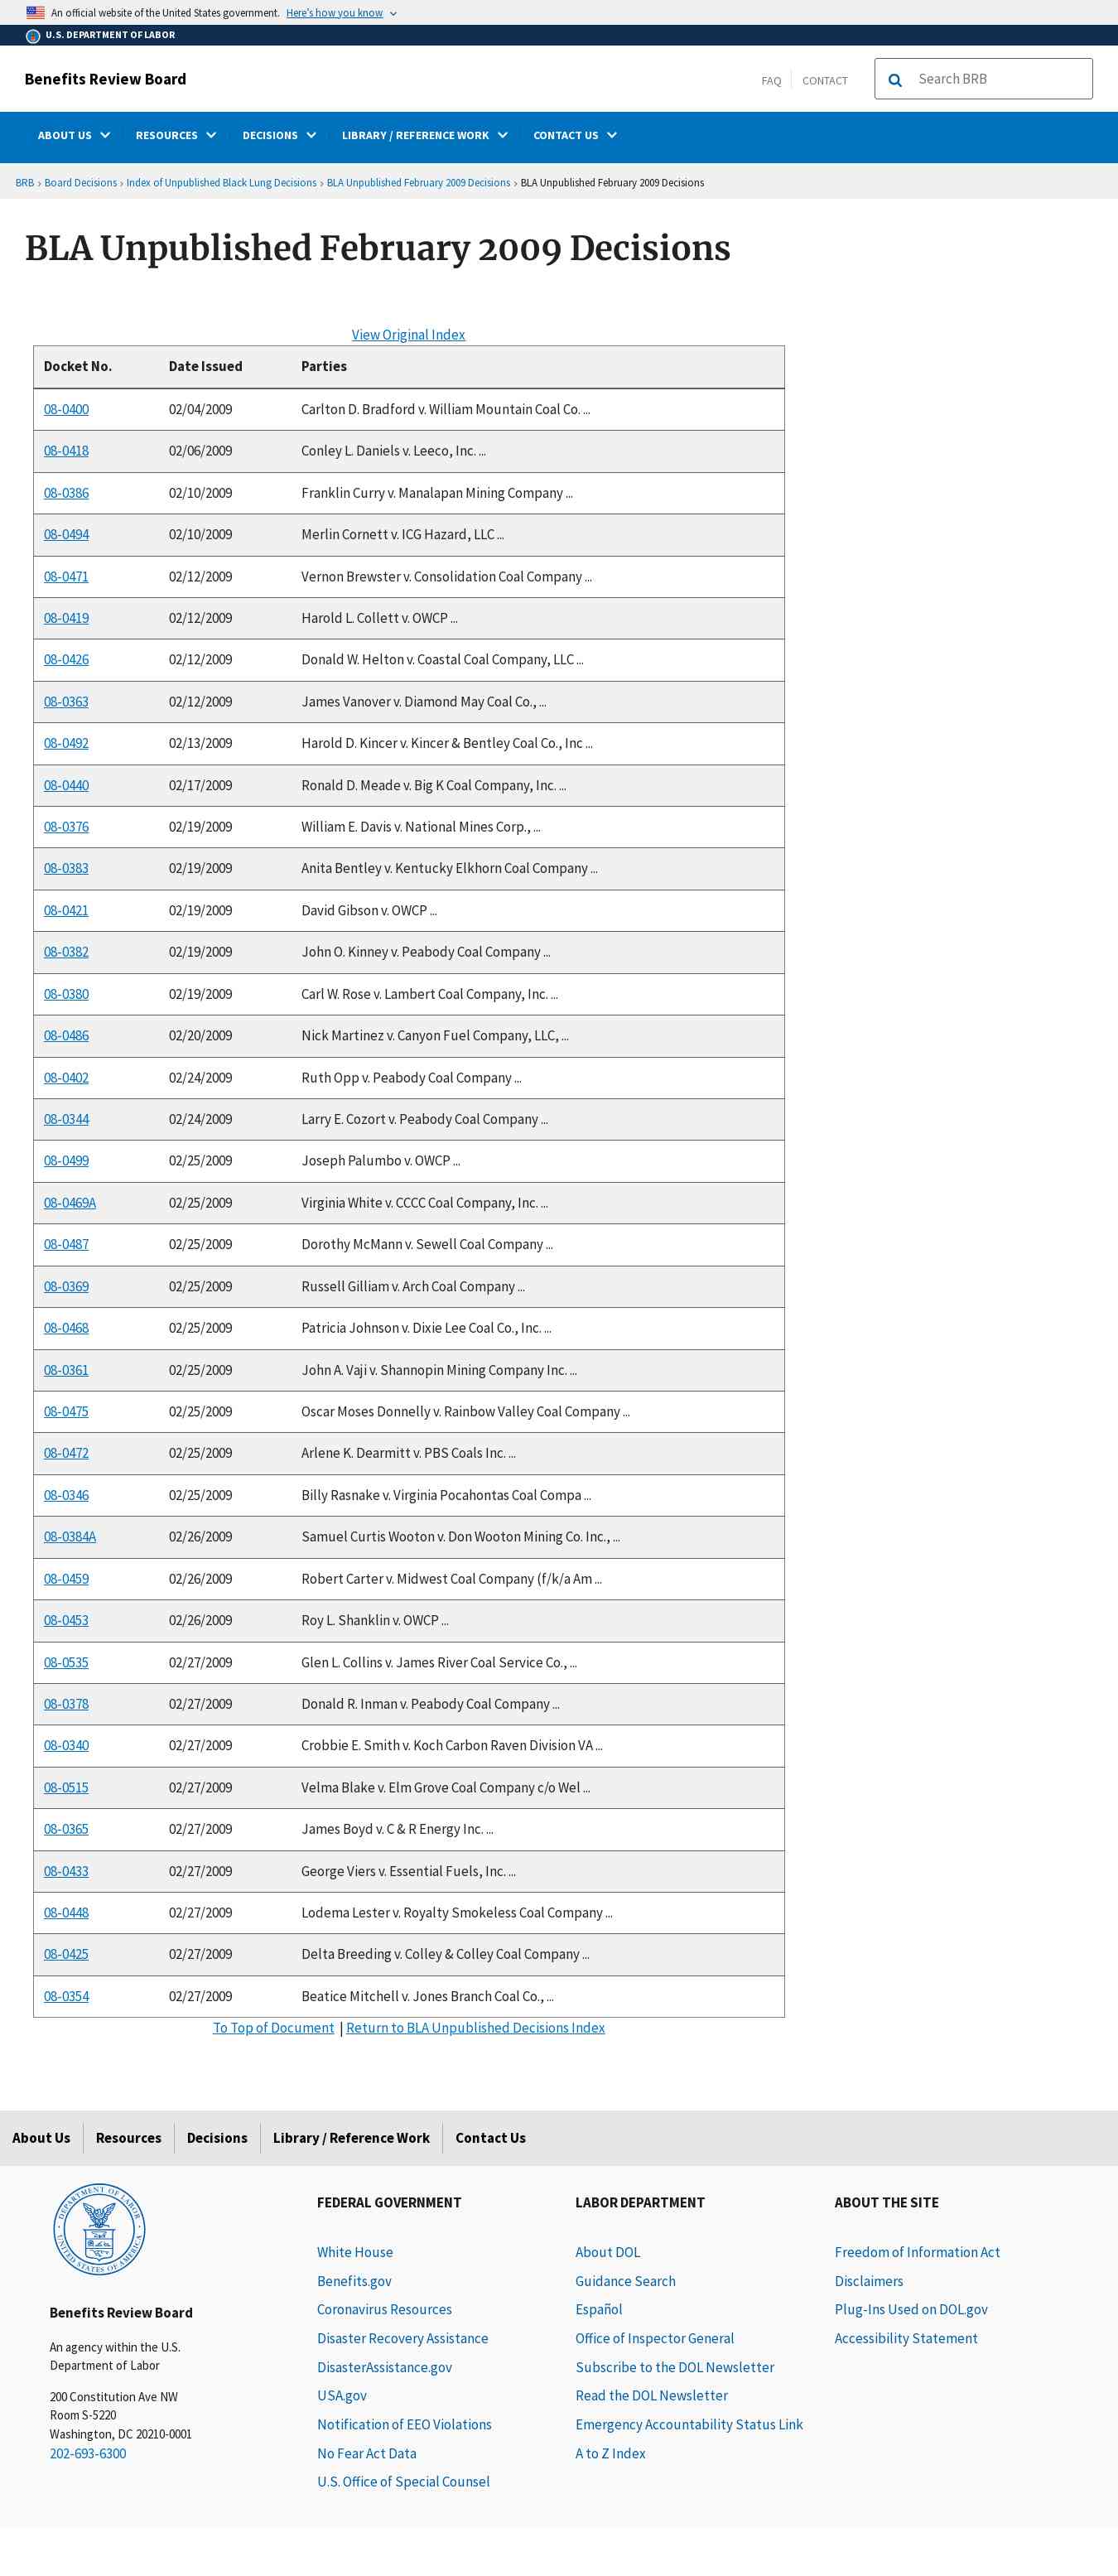 An official website of the United States government. Here's how you know
U.S. DEPARTMENT OF LABOR
Benefits Review Board
FAQ CONTACT Search BRB
ABOUT US RESOURCES DECISIONS LIBRARY / REFERENCE WORK CONTACT US
BRB › Board Decisions › Index of Unpublished Black Lung Decisions › BLA Unpublished February 2009 Decisions › BLA Unpublished February 2009 Decisions
BLA Unpublished February 2009 Decisions
View Original Index
Docket No. Date Issued Parties
08-0400 02/04/2009 Carlton D. Bradford v. William Mountain Coal Co. ...
08-0418 02/06/2009 Conley L. Daniels v. Leeco, Inc. ...
08-0386 02/10/2009 Franklin Curry v. Manalapan Mining Company ...
08-0494 02/10/2009 Merlin Cornett v. ICG Hazard, LLC ...
08-0471 02/12/2009 Vernon Brewster v. Consolidation Coal Company ...
08-0419 02/12/2009 Harold L. Collett v. OWCP ...
08-0426 02/12/2009 Donald W. Helton v. Coastal Coal Company, LLC ...
08-0363 02/12/2009 James Vanover v. Diamond May Coal Co., ...
08-0492 02/13/2009 Harold D. Kincer v. Kincer & Bentley Coal Co., Inc ...
08-0440 02/17/2009 Ronald D. Meade v. Big K Coal Company, Inc. ...
08-0376 02/19/2009 William E. Davis v. National Mines Corp., ...
08-0383 02/19/2009 Anita Bentley v. Kentucky Elkhorn Coal Company ...
08-0421 02/19/2009 David Gibson v. OWCP ...
08-0382 02/19/2009 John O. Kinney v. Peabody Coal Company ...
08-0380 02/19/2009 Carl W. Rose v. Lambert Coal Company, Inc. ...
08-0486 02/20/2009 Nick Martinez v. Canyon Fuel Company, LLC, ...
08-0402 02/24/2009 Ruth Opp v. Peabody Coal Company ...
08-0344 02/24/2009 Larry E. Cozort v. Peabody Coal Company ...
08-0499 02/25/2009 Joseph Palumbo v. OWCP ...
08-0469A 02/25/2009 Virginia White v. CCCC Coal Company, Inc. ...
08-0487 02/25/2009 Dorothy McMann v. Sewell Coal Company ...
08-0369 02/25/2009 Russell Gilliam v. Arch Coal Company ...
08-0468 02/25/2009 Patricia Johnson v. Dixie Lee Coal Co., Inc. ...
08-0361 02/25/2009 John A. Vaji v. Shannopin Mining Company Inc. ...
08-0475 02/25/2009 Oscar Moses Donnelly v. Rainbow Valley Coal Company ...
08-0472 02/25/2009 Arlene K. Dearmitt v. PBS Coals Inc. ...
08-0346 02/25/2009 Billy Rasnake v. Virginia Pocahontas Coal Compa ...
08-0384A 02/26/2009 Samuel Curtis Wooton v. Don Wooton Mining Co. Inc., ...
08-0459 02/26/2009 Robert Carter v. Midwest Coal Company (f/k/a Am ...
08-0453 02/26/2009 Roy L. Shanklin v. OWCP ...
08-0535 02/27/2009 Glen L. Collins v. James River Coal Service Co., ...
08-0378 02/27/2009 Donald R. Inman v. Peabody Coal Company ...
08-0340 02/27/2009 Crobbie E. Smith v. Koch Carbon Raven Division VA ...
08-0515 02/27/2009 Velma Blake v. Elm Grove Coal Company c/o Wel ...
08-0365 02/27/2009 James Boyd v. C & R Energy Inc. ...
08-0433 02/27/2009 George Viers v. Essential Fuels, Inc. ...
08-0448 02/27/2009 Lodema Lester v. Royalty Smokeless Coal Company ...
08-0425 02/27/2009 Delta Breeding v. Colley & Colley Coal Company ...
08-0354 02/27/2009 Beatice Mitchell v. Jones Branch Coal Co., ...
To Top of Document | Return to BLA Unpublished Decisions Index
About Us Resources Decisions Library / Reference Work Contact Us
DEPARTMENT OF LABOR
UNITED STATES OF AMERICA
Benefits Review Board
An agency within the U.S.
Department of Labor
200 Constitution Ave NW
Room S-5220
Washington, DC 20210-0001
202-693-6300
FEDERAL GOVERNMENT
White House
Benefits.gov
Coronavirus Resources
Disaster Recovery Assistance
DisasterAssistance.gov
USA.gov
Notification of EEO Violations
No Fear Act Data
U.S. Office of Special Counsel
LABOR DEPARTMENT
About DOL
Guidance Search
Español
Office of Inspector General
Subscribe to the DOL Newsletter
Read the DOL Newsletter
Emergency Accountability Status Link
A to Z Index
ABOUT THE SITE
Freedom of Information Act
Disclaimers
Plug-Ins Used on DOL.gov
Accessibility Statement